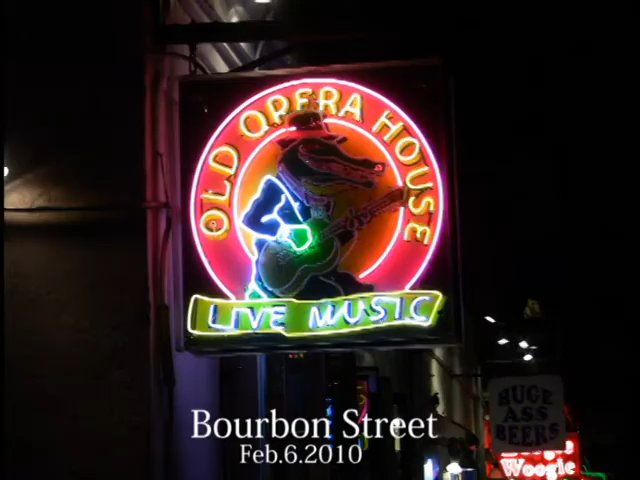 OLD OPERA HOUSE
LIVE MUSIC
HUGE
ASS
BEERS
Woogie
Bourbon Street
Feb.6.2010